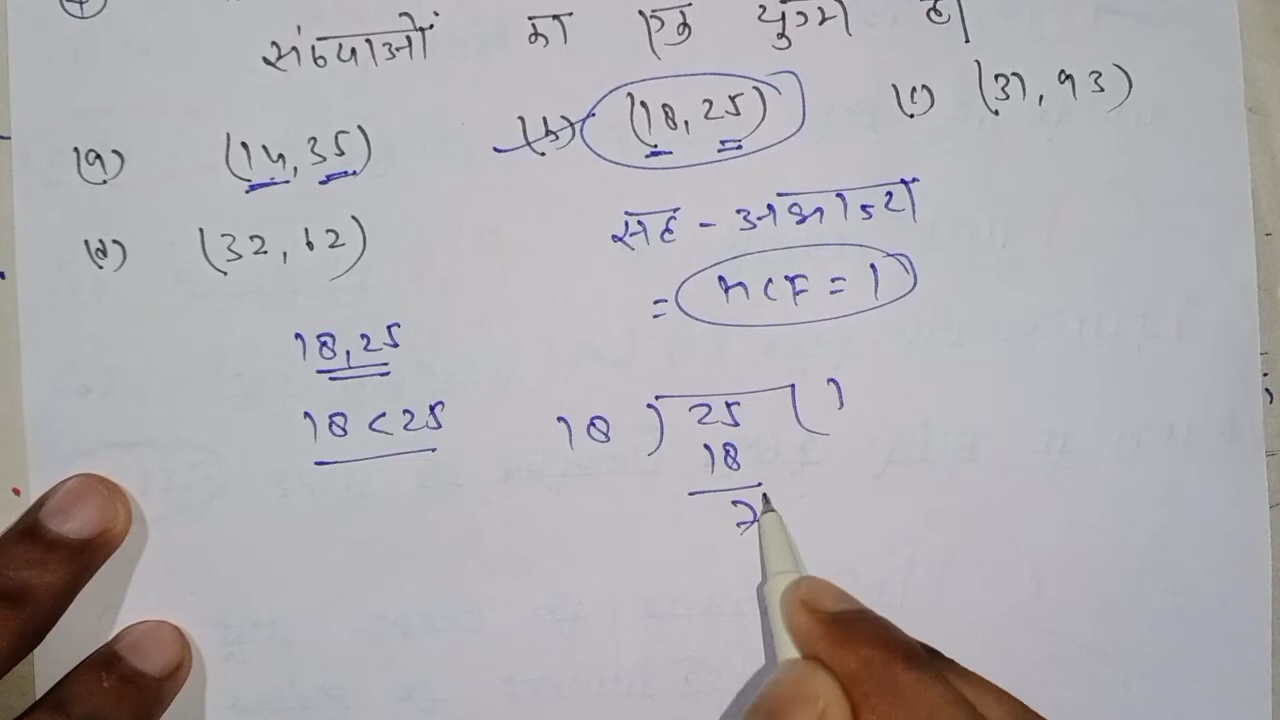 संख्याओं का एक युग्म है।
(a) (14, 35) (b) (18, 25) (c) (31, 93)
(d) (32, 62)
सह - अभाज्य
= HCF = 1
18, 25
18 < 25
18 ) 25 ( 1
18
7